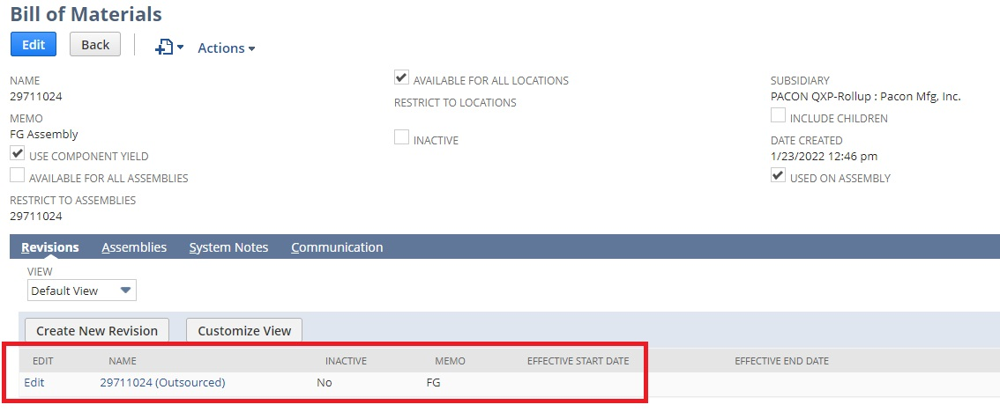 Bill of Materials
Edit
Back
Actions
NAME
29711024
MEMO
FG Assembly
USE COMPONENT YIELD
AVAILABLE FOR ALL ASSEMBLIES
RESTRICT TO ASSEMBLIES
29711024
AVAILABLE FOR ALL LOCATIONS
RESTRICT TO LOCATIONS
INACTIVE
SUBSIDIARY
PACON QXP-Rollup : Pacon Mfg, Inc.
INCLUDE CHILDREN
DATE CREATED
1/23/2022 12:46 pm
USED ON ASSEMBLY
Revisions Assemblies System Notes Communication
VIEW
Default View
Create New Revision Customize View
EDIT NAME INACTIVE MEMO EFFECTIVE START DATE EFFECTIVE END DATE
Edit 29711024 (Outsourced) No FG